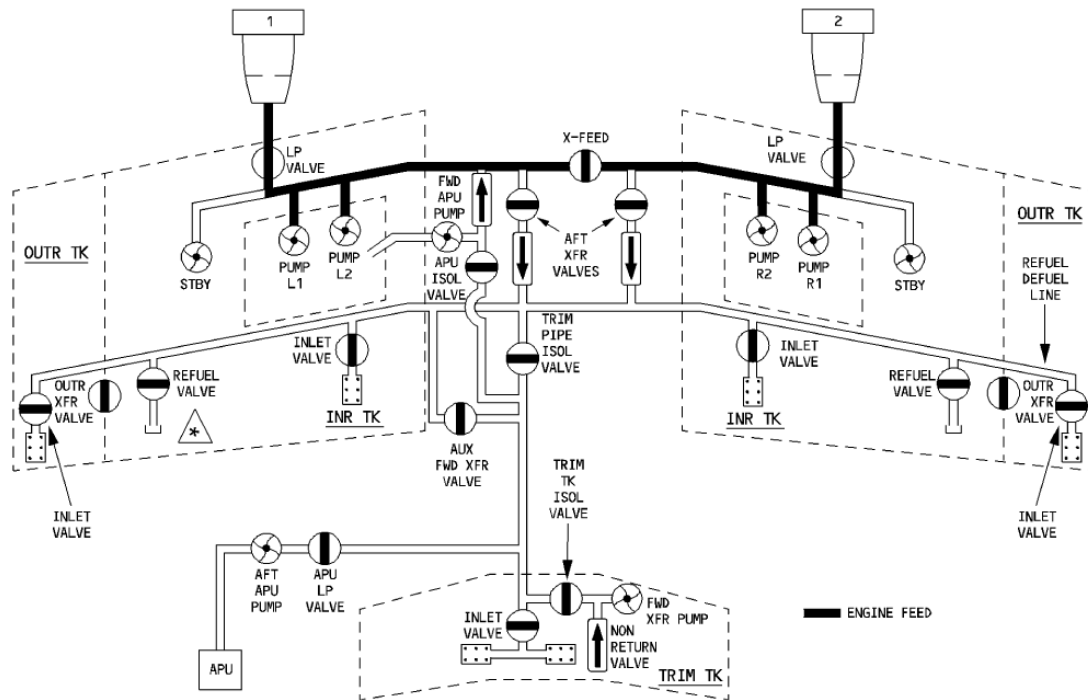 1
2
X-FEED
LP
VALVE
LP
VALVE
FWD
APU
PUMP
OUTR TK
OUTR TK
AFT
XFR
VALVES
STBY
PUMP
L1
PUMP
L2
APU
ISOL
VALVE
PUMP
R2
PUMP
R1
STBY
REFUEL
DEFUEL
LINE
TRIM
PIPE
ISOL
VALVE
INLET
VALVE
INLET
VALVE
OUTR
XFR
VALVE
REFUEL
VALVE
*
INR TK
INR TK
REFUEL
VALVE
OUTR
XFR
VALVE
AUX
FWD XFR
VALVE
TRIM
TK
ISOL
VALVE
INLET
VALVE
INLET
VALVE
AFT
APU
PUMP
APU
LP
VALVE
INLET
VALVE
FWD
XFR PUMP
NON
RETURN
VALVE
ENGINE FEED
APU
TRIM TK